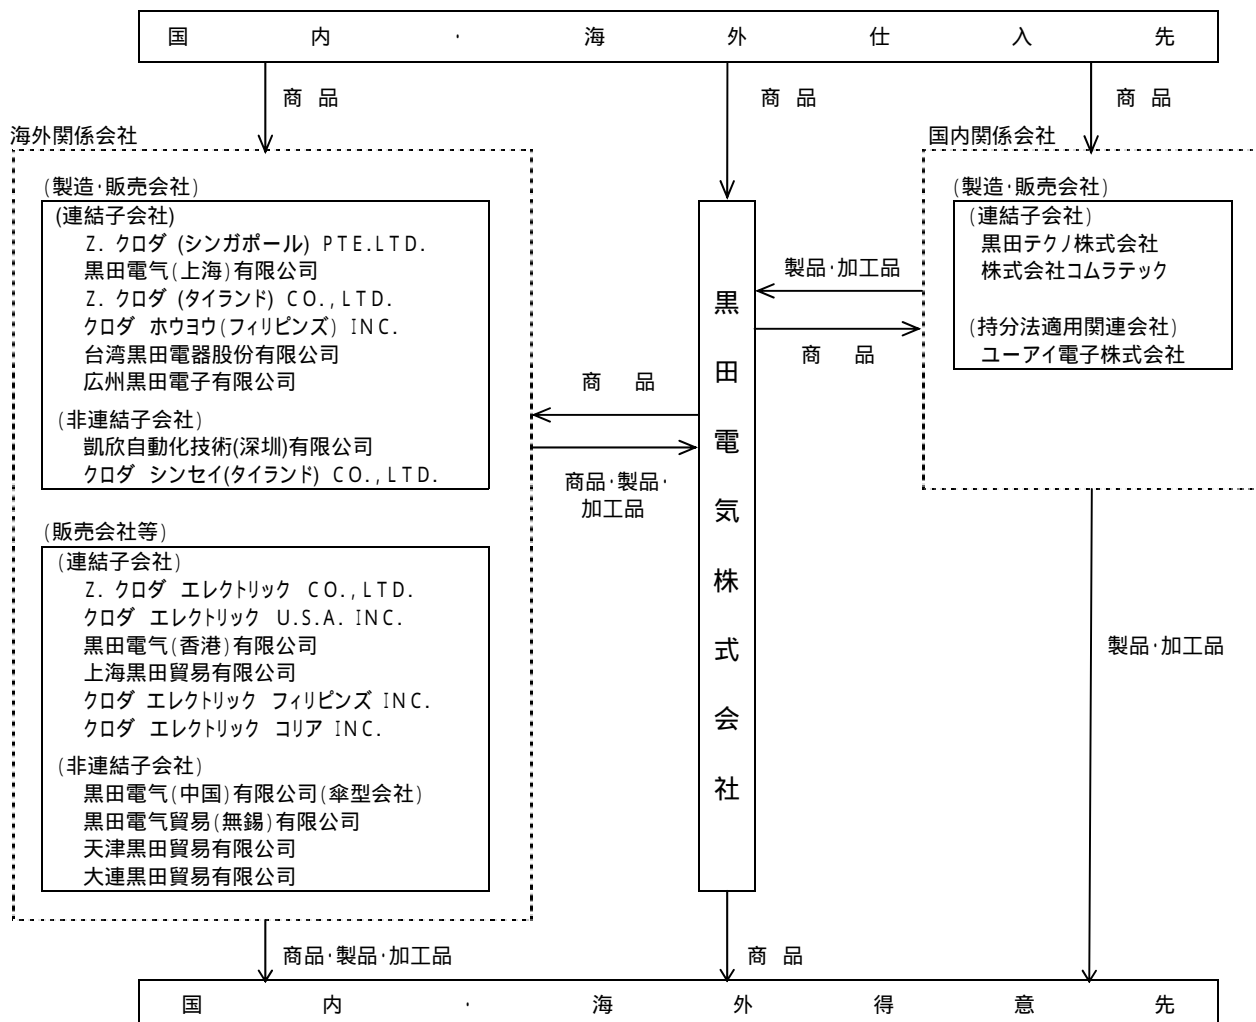 国内・海外仕入先
商品
商品
商品
海外関係会社
(製造・販売会社)
(連結子会社)
Z. クロダ (シンガポール) PTE.LTD.
黒田電気(上海)有限公司
Z. クロダ (タイランド) CO.,LTD.
クロダ ホウヨウ(フィリピンズ) INC.
台湾黒田電器股份有限公司
広州黒田電子有限公司
(非連結子会社)
凱欣自動化技術(深圳)有限公司
クロダ シンセイ(タイランド) CO.,LTD.
(販売会社等)
(連結子会社)
Z. クロダ エレクトリック CO.,LTD.
クロダ エレクトリック U.S.A. INC.
黒田電气(香港)有限公司
上海黒田貿易有限公司
クロダ エレクトリック フィリピンズ INC.
クロダ エレクトリック コリア INC.
(非連結子会社)
黒田電气(中国)有限公司(傘型会社)
黒田電气貿易(無錫)有限公司
天津黒田貿易有限公司
大連黒田貿易有限公司
商品
商品・製品・
加工品
黒田電気株式会社
製品・加工品
商品
国内関係会社
(製造・販売会社)
(連結子会社)
黒田テクノ株式会社
株式会社コムラテック
(持分法適用関連会社)
ユーアイ電子株式会社
製品・加工品
商品・製品・加工品
商品
国内・海外得意先